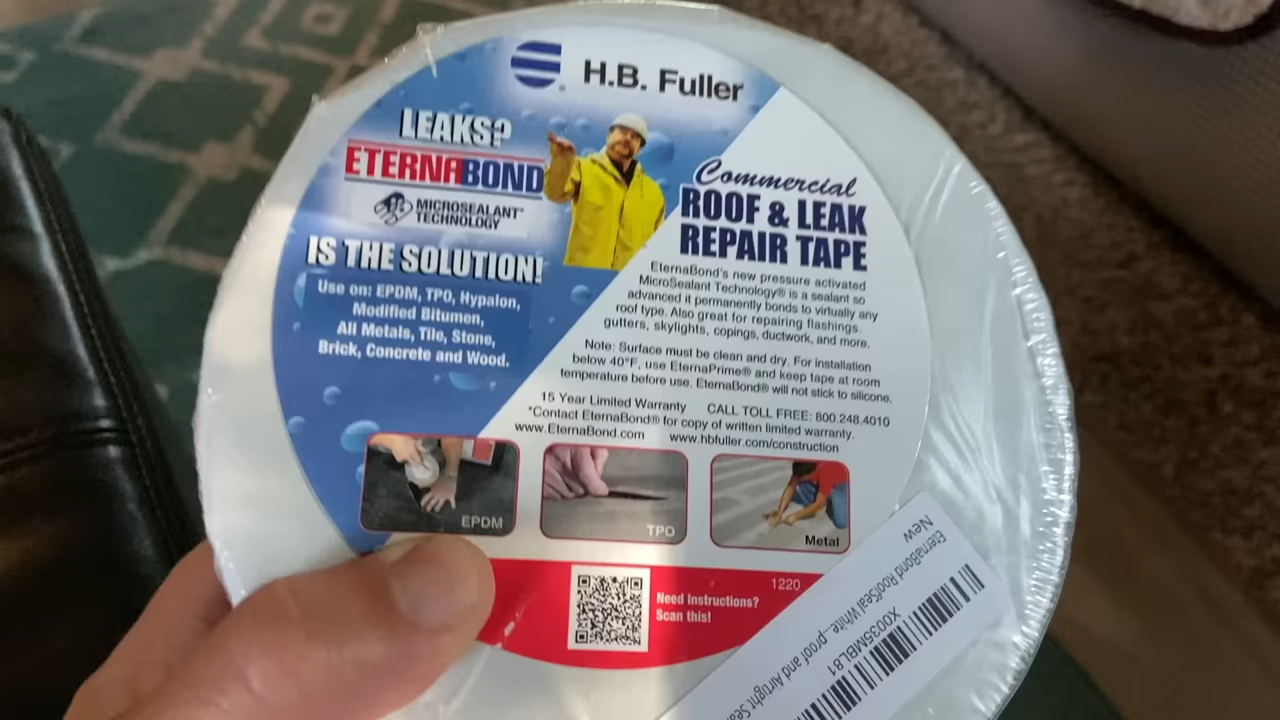 H.B. Fuller
LEAKS?
ETERNABOND
MICROSEALANT™
TECHNOLOGY
IS THE SOLUTION!
Use on: EPDM, TPO, Hypalon,
Modified Bitumen,
All Metals, Tile, Stone,
Brick, Concrete and Wood.
Commercial
ROOF & LEAK
REPAIR TAPE
EternaBond's new pressure activated
MicroSealant Technology® is a sealant so
advanced it permanently bonds to virtually any
roof type. Also great for repairing flashings.
gutters, skylights, copings, ductwork, and more.
Note: Surface must be clean and dry. For installation
below 40°F, use EternaPrime® and keep tape at room
temperature before use. EternaBond® will not stick to silicone.
15 Year Limited Warranty CALL TOLL FREE: 800.248.4010
*Contact EternaBond® for copy of written limited warranty.
www.EternaBond.com www.hbfuller.com/construction
EPDM
TPO
Metal
1220
Need Instructions?
Scan this!
X0035MBL81
EternaBond RoofSeal White...proof and Airtight Sea
New